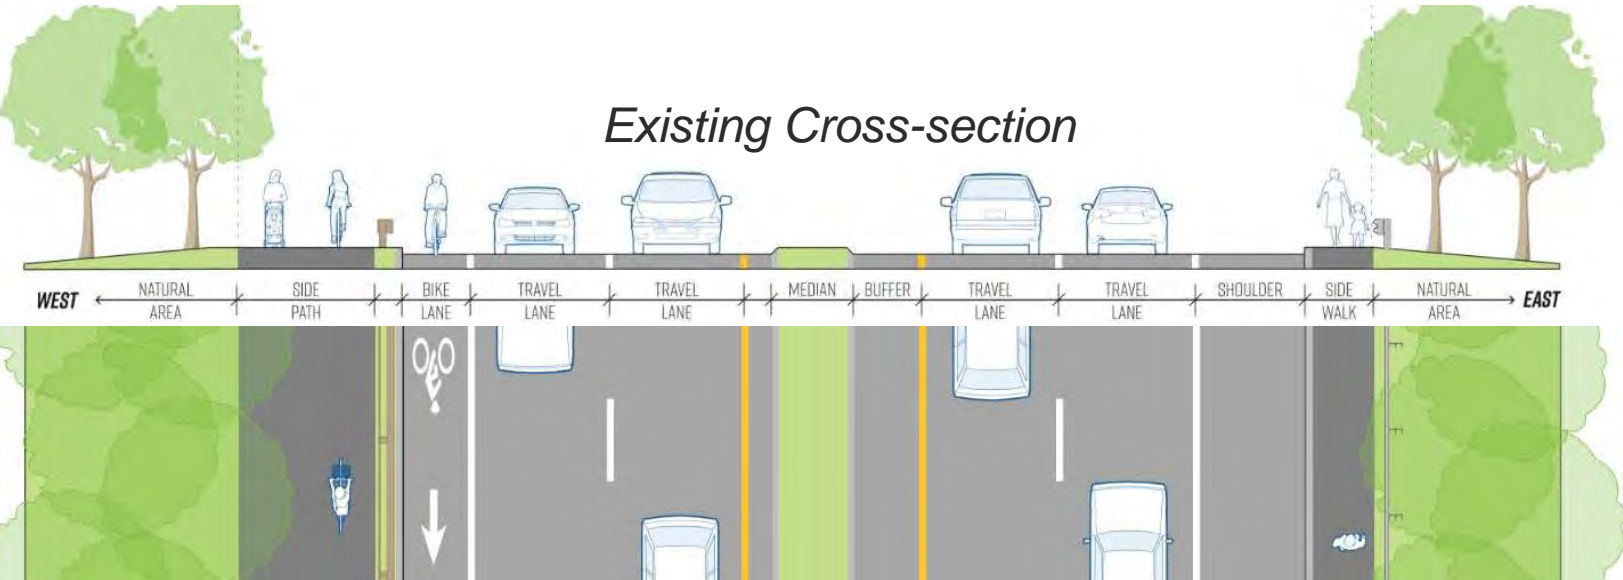 Existing Cross-section
WEST
NATURAL
AREA
SIDE
PATH
BIKE
LANE
TRAVEL
LANE
TRAVEL
LANE
MEDIAN
BUFFER
TRAVEL
LANE
TRAVEL
LANE
SHOULDER
SIDE
WALK
NATURAL
AREA
EAST